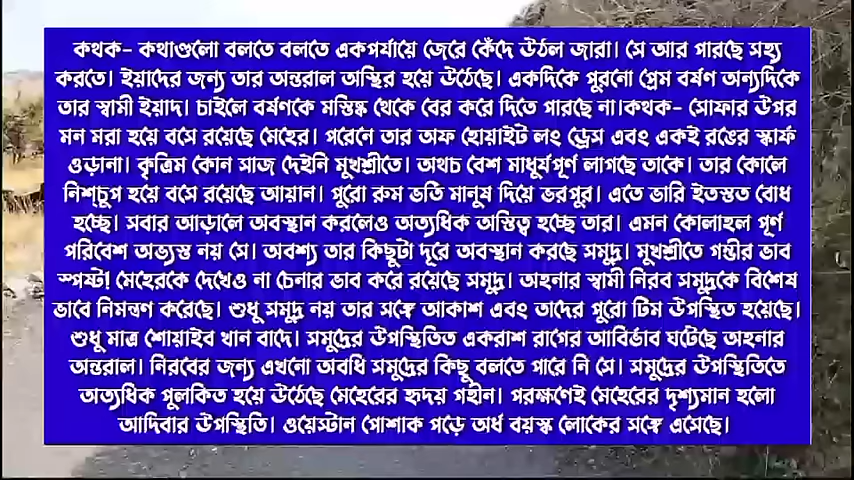 কথক- কথাগুলো বলতে বলতে একপর্যায়ে জোরে কেঁদে উঠল জারা। সে আর পারছে সহ্য
করতে। ইয়াদের জন্য তার অন্তরাল অস্থির হয়ে উঠেছে। একদিকে পুরনো প্রেম বর্ষণ অন্যদিকে
তার স্বামী ইয়াদ। চাইলে বর্ষণকে মস্তিষ্ক থেকে বের করে দিতে পারছে না।কথক- সোফার উপর
মন মরা হয়ে বসে রয়েছে মেহের। পরেনে তার অফ হোয়াইট লং ড্রেস এবং একই রঙের স্কার্ফ
ওড়ানা। কৃত্রিম কোন সাজ দেইনি মুখশ্রীতে। অথচ বেশ মাধুর্যপূর্ণ লাগছে তাকে। তার কোলে
নিশ্চুপ হয়ে বসে রয়েছে আয়ান। পুরো রুম ভর্তি মানুষ দিয়ে ভরপুর। এতে ভারি ইতস্তত বোধ
হচ্ছে। সবার আড়ালে অবস্থান করলেও অত্যধিক অস্তিত্ব হচ্ছে তার। এমন কোলাহল পূর্ণ
পরিবেশ অভ্যস্ত নয় সে। অবশ্য তার কিছুটা দূরে অবস্থান করছে সমুদ্র। মুখশ্রীতে গম্ভীর ভাব
স্পষ্ট! মেহেরকে দেখেও না চেনার ভাব করে রয়েছে সমুদ্র। অহনার স্বামী নিরব সমুদ্রকে বিশেষ
ভাবে নিমন্ত্রণ করেছে। শুধু সমুদ্র নয় তার সঙ্গে আকাশ এবং তাদের পুরো টিম উপস্থিত হয়েছে।
শুধু মাত্র শোয়াইব খান বাদে। সমুদ্রের উপস্থিতিত একরাশ রাগের আবির্ভাব ঘটেছে অহনার
অন্তরাল। নিরবের জন্য এখনো অবধি সমুদ্রের কিছু বলতে পারে নি সে। সমুদ্রের উপস্থিতিতে
অত্যধিক পুলকিত হয়ে উঠেছে মেহেরের হৃদয় গহীন। পরক্ষণেই মেহেরের দৃশ্যমান হলো
আদিবার উপস্থিতি। ওয়েস্টান পোশাক পড়ে অর্ধ বয়স্ক লোকের সঙ্গে এসেছে।